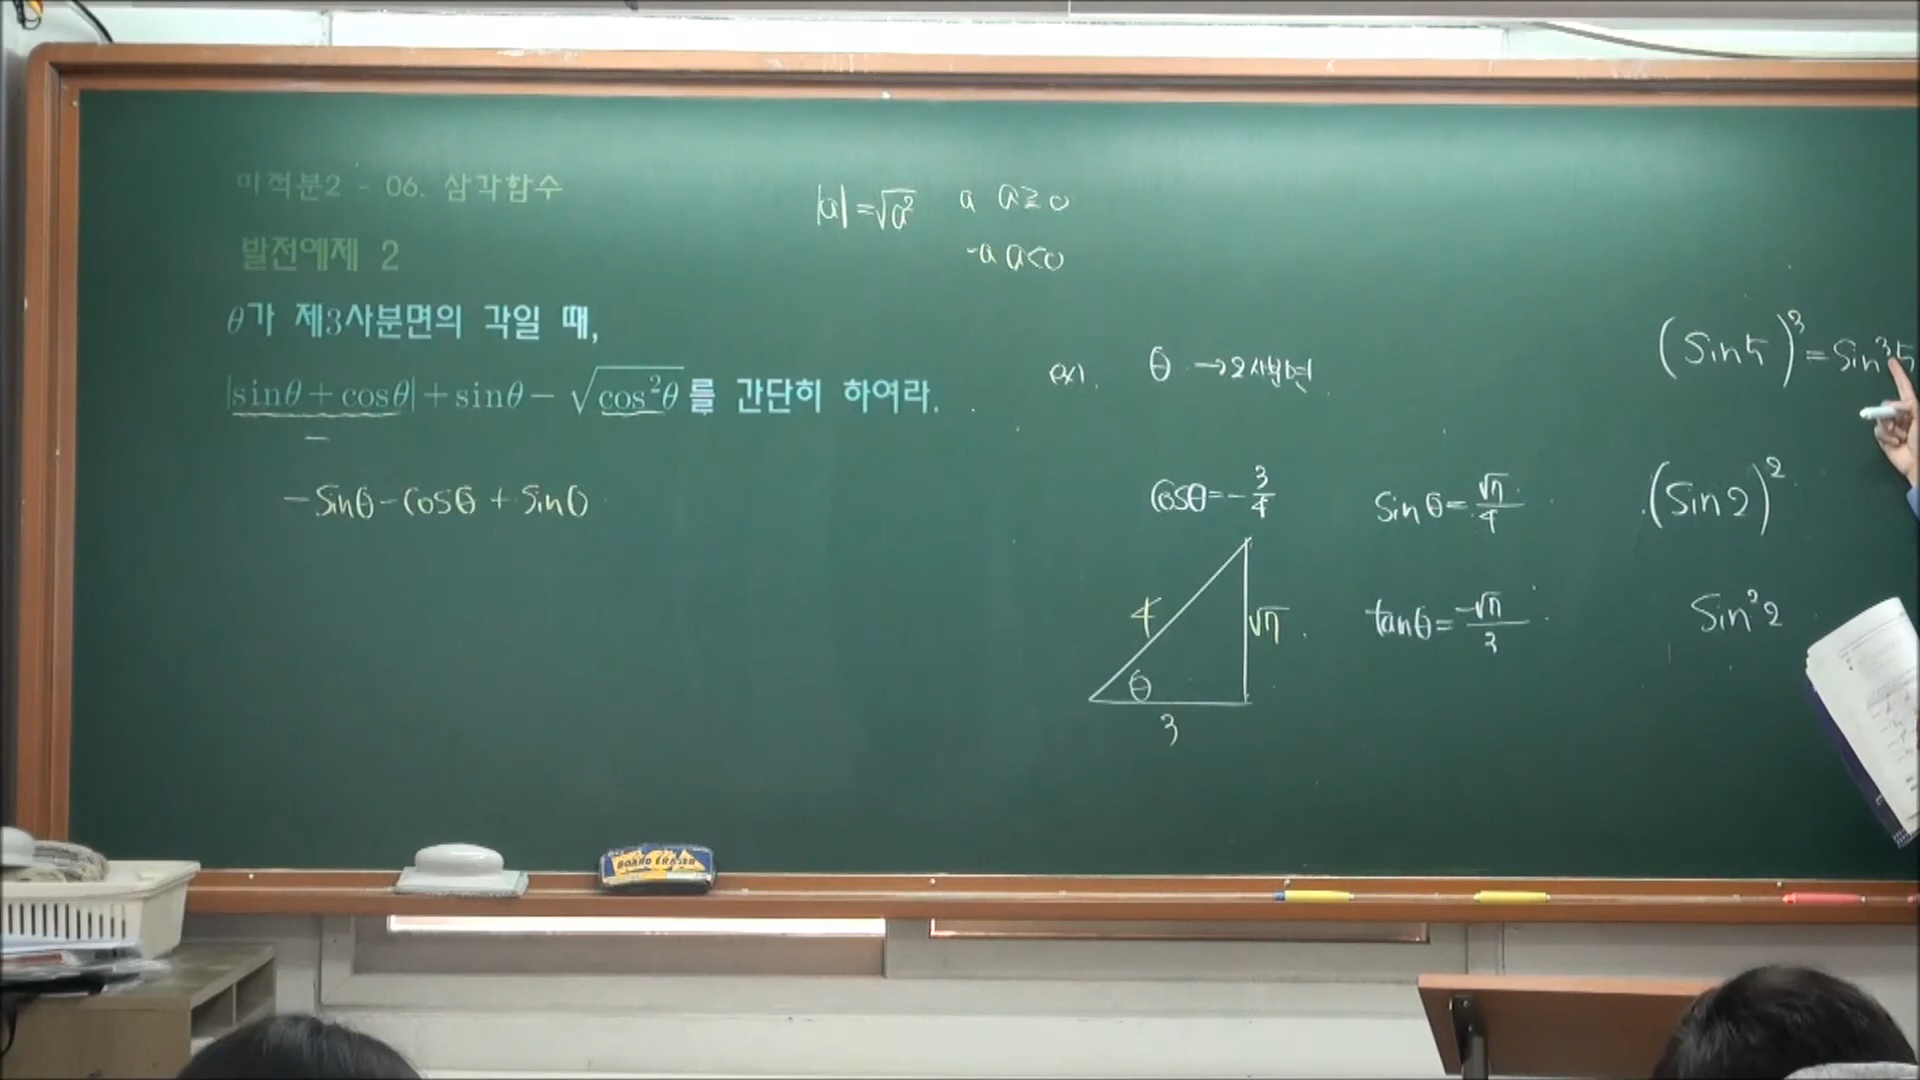 미적분2 - 06. 삼각함수
발전예제 2
θ가 제3사분면의 각일 때,
|sinθ + cosθ| + sinθ - √cos²θ 를 간단히 하여라.
-
- Sinθ - Cosθ + Sinθ
|a| = √a² a a ≥ 0
-a a < 0
ex). θ → 2사분면
Cosθ = -3/4
Sinθ = √7/4
tanθ = -√7/3
4
√7
θ
3
(Sin5)³ = Sin³5
(Sin2)²
Sin²2
BOARD ERASER